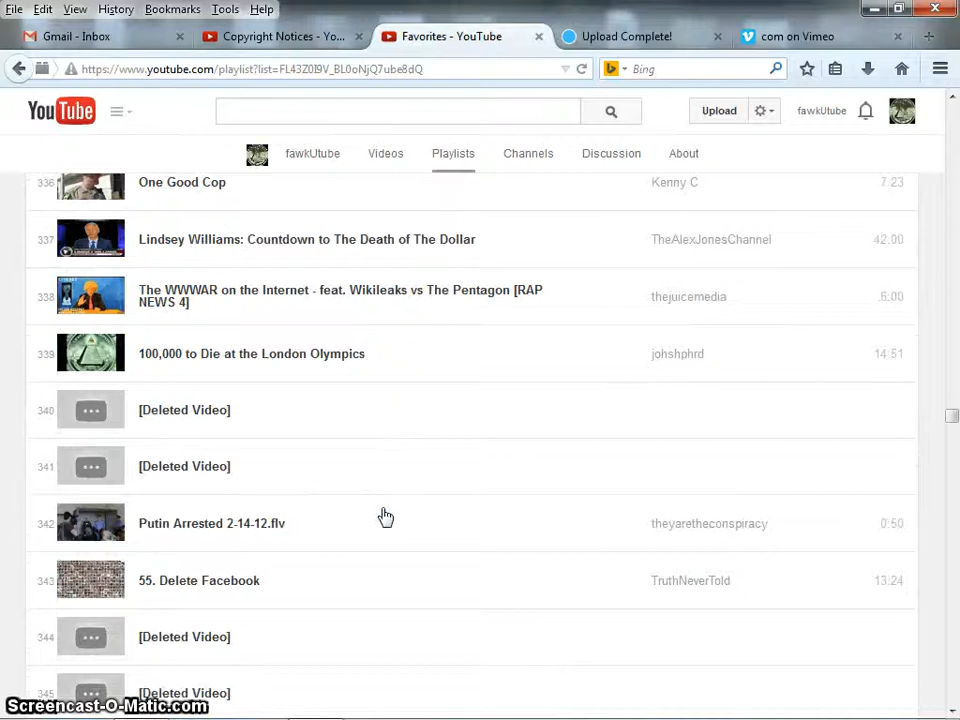 File Edit View History Bookmarks Tools Help
Gmail - Inbox
Copyright Notices - Yo...
Favorites - YouTube
Upload Complete!
com on Vimeo
https://www.youtube.com/playlist?list=FL43Z0I9V_BL0oNjQ7ube8dQ
Bing
YouTube
Upload
fawkUtube
fawkUtube Videos Playlists Channels Discussion About
336 One Good Cop Kenny C 7:23
337 Lindsey Williams: Countdown to The Death of The Dollar TheAlexJonesChannel 42:00
338 The WWWAR on the Internet - feat. Wikileaks vs The Pentagon [RAP
NEWS 4] thejuicemedia 6:00
339 100,000 to Die at the London Olympics johshphrd 14:51
340 [Deleted Video]
341 [Deleted Video]
342 Putin Arrested 2-14-12.flv theyaretheconspiracy 0:50
343 55. Delete Facebook TruthNeverTold 13:24
344 [Deleted Video]
345 [Deleted Video]
Screencast-O-Matic.com